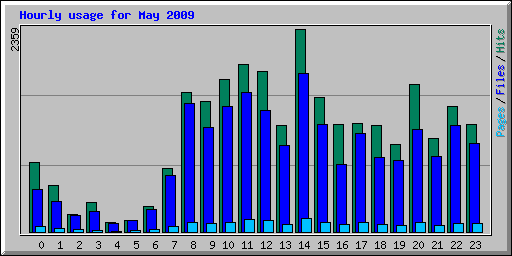 Hourly usage for May 2009
2359
Pages/Files/Hits
0 1 2 3 4 5 6 7 8 9 10 11 12 13 14 15 16 17 18 19 20 21 22 23